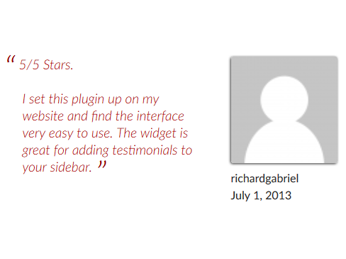 “ 5/5 Stars.
I set this plugin up on my
website and find the interface
very easy to use. The widget is
great for adding testimonials to
your sidebar. ”
richardgabriel
July 1, 2013